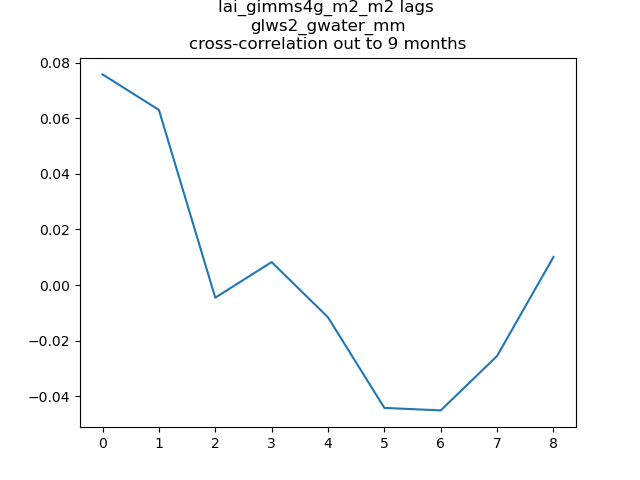 lai_gimms4g_m2_m2 lags
glws2_gwater_mm
cross-correlation out to 9 months
0.08
0.06
0.04
0.02
0.00
−0.02
−0.04
0 1 2 3 4 5 6 7 8